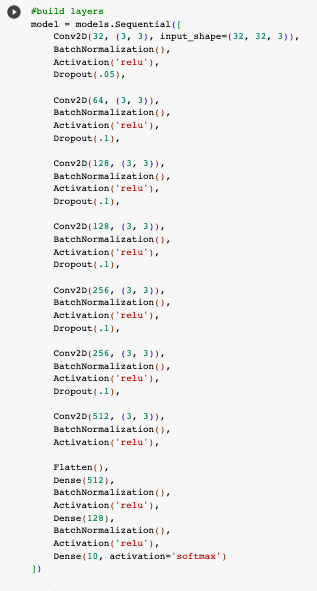 #build layers
model = models.Sequential([
    Conv2D(32, (3, 3), input_shape=(32, 32, 3)),
    BatchNormalization(),
    Activation('relu'),
    Dropout(.05),

    Conv2D(64, (3, 3)),
    BatchNormalization(),
    Activation('relu'),
    Dropout(.1),

    Conv2D(128, (3, 3)),
    BatchNormalization(),
    Activation('relu'),
    Dropout(.1),

    Conv2D(128, (3, 3)),
    BatchNormalization(),
    Activation('relu'),
    Dropout(.1),

    Conv2D(256, (3, 3)),
    BatchNormalization(),
    Activation('relu'),
    Dropout(.1),

    Conv2D(256, (3, 3)),
    BatchNormalization(),
    Activation('relu'),
    Dropout(.1),

    Conv2D(512, (3, 3)),
    BatchNormalization(),
    Activation('relu'),

    Flatten(),
    Dense(512),
    BatchNormalization(),
    Activation('relu'),
    Dense(128),
    BatchNormalization(),
    Activation('relu'),
    Dense(10, activation='softmax')
])